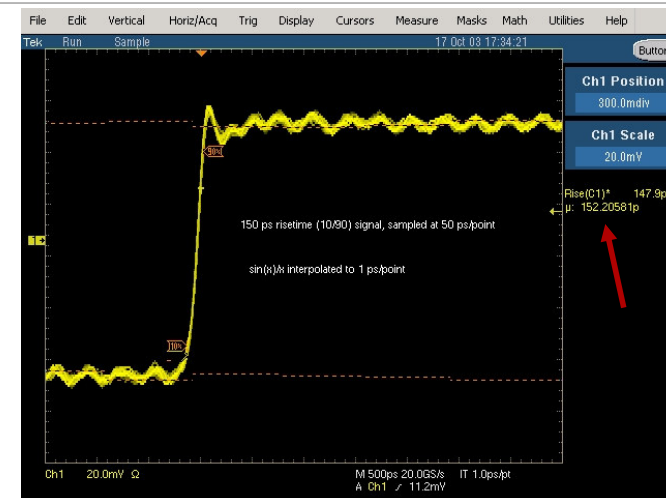 File Edit Vertical Horiz/Acq Trig Display Cursors Measure Masks Math Utilities Help
Tek Run Sample 17 Oct 03 17:34:21
Button
Ch1 Position
300.0mdiv
Ch1 Scale
20.0mV
90%
Rise(C1)* 147.9p
µ: 152.20581p
150 ps risetime (10/90) signal, sampled at 50 ps/point
1
sin(x)/x interpolated to 1 ps/point
10%
Ch1 20.0mV Ω M 500ps 20.0GS/s IT 1.0ps/pt
A Ch1 ∕ 11.2mV